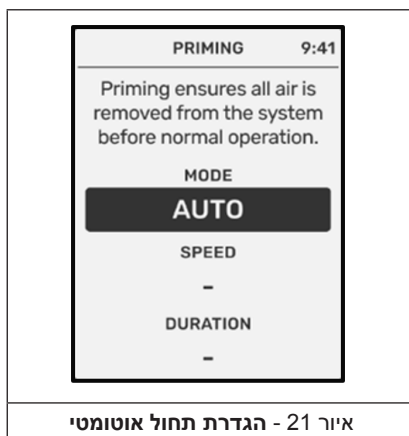 PRIMING 9:41
Priming ensures all air is
removed from the system
before normal operation.
MODE
AUTO
SPEED
-
DURATION
-
איור 21 - הגדרת תחול אוטומטי